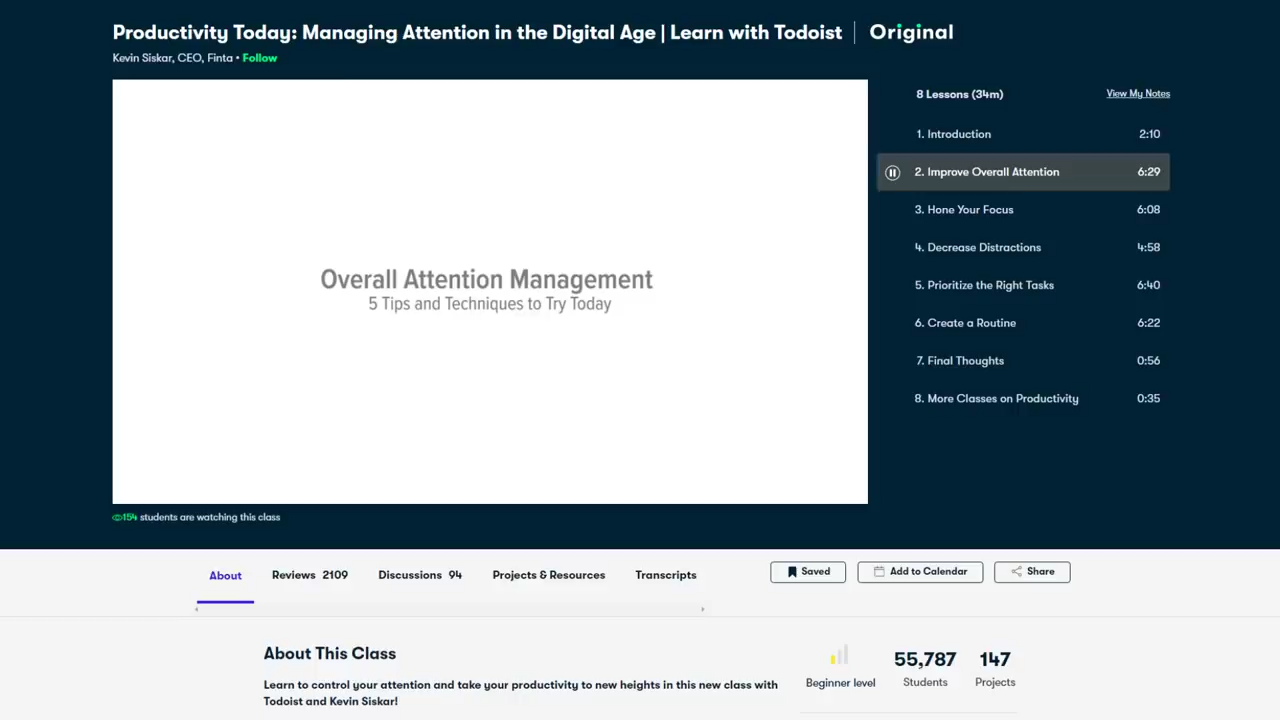 Productivity Today: Managing Attention in the Digital Age | Learn with Todoist | Original
Kevin Siskar, CEO, Finta • Follow
8 Lessons (34m) View My Notes
1. Introduction 2:10
2. Improve Overall Attention 6:29
3. Hone Your Focus 6:08
4. Decrease Distractions 4:58
5. Prioritize the Right Tasks 6:40
6. Create a Routine 6:22
7. Final Thoughts 0:56
8. More Classes on Productivity 0:35
Overall Attention Management
5 Tips and Techniques to Try Today
154 students are watching this class
About Reviews 2109 Discussions 94 Projects & Resources Transcripts Saved Add to Calendar Share
About This Class
Learn to control your attention and take your productivity to new heights in this new class with
Todoist and Kevin Siskar!
55,787 147
Beginner level Students Projects